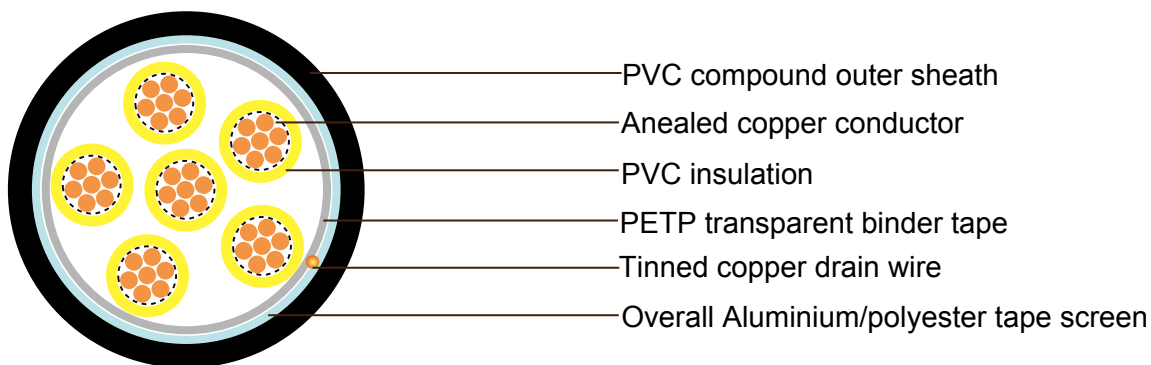 PVC compound outer sheath
Anealed copper conductor
PVC insulation
PETP transparent binder tape
Tinned copper drain wire
Overall Aluminium/polyester tape screen